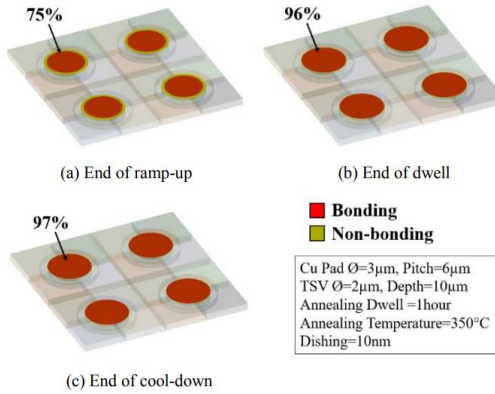 75%
96%
(a) End of ramp-up
(b) End of dwell
97%
Bonding
Non-bonding
Cu Pad Ø=3µm, Pitch=6µm
TSV Ø=2µm, Depth=10µm
Annealing Dwell =1hour
Annealing Temperature=350°C
Dishing=10nm
(c) End of cool-down